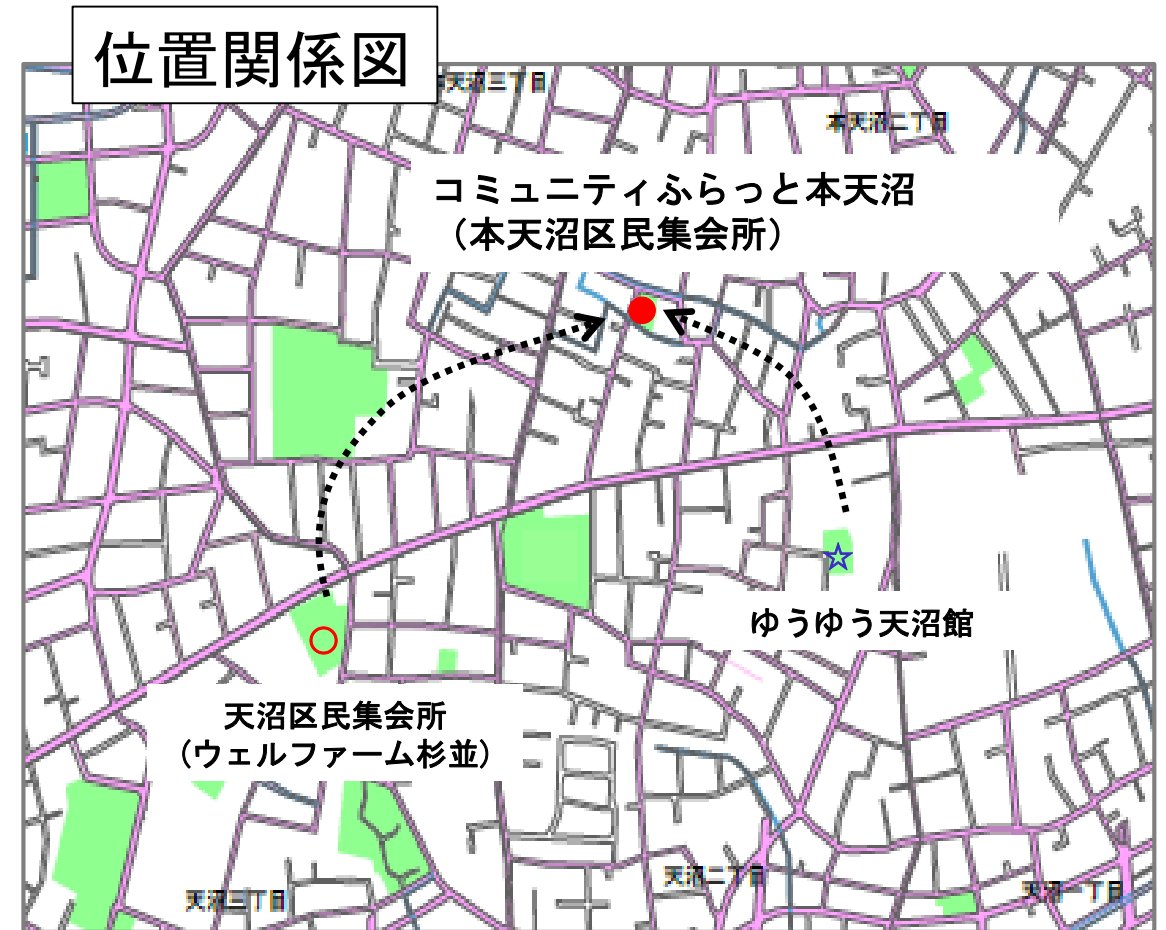 位置関係図
本天沼三丁目
本天沼二丁目
コミュニティふらっと本天沼
（本天沼区民集会所）
ゆうゆう天沼館
天沼区民集会所
（ウェルファーム杉並）
天沼三丁目
天沼二丁目
天沼一丁目